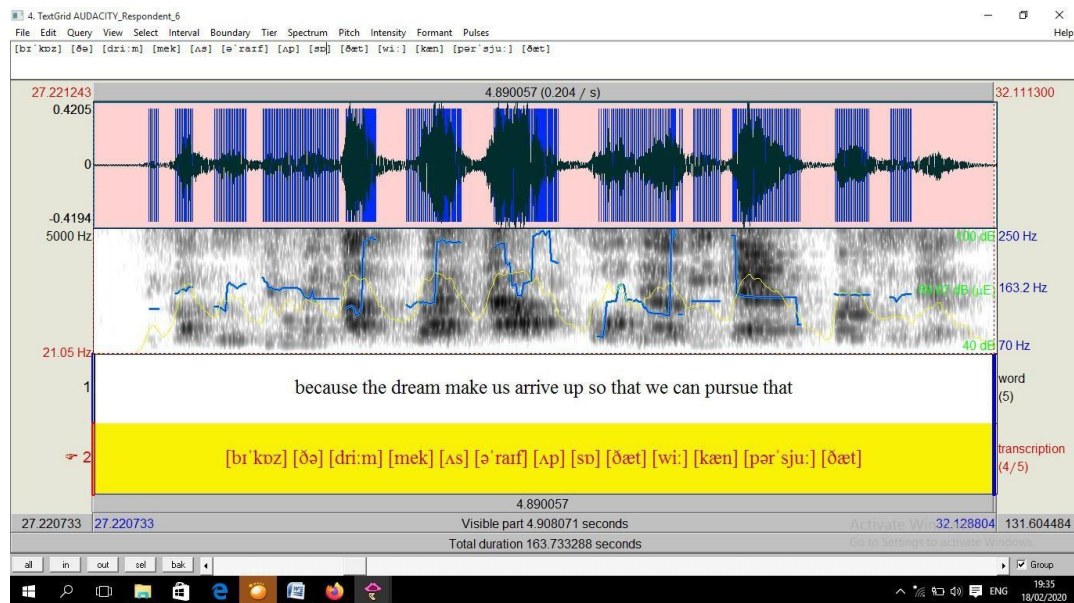 4. TextGrid AUDACITY_Respondent_6
File Edit Query View Select Interval Boundary Tier Spectrum Pitch Intensity Formant Pulses Help
[bɪˈkɒz] [ðə] [driːm] [mek] [ʌs] [əˈraɪf] [ʌp] [sɒ] [ðæt] [wiː] [kæn] [pərˈsjuː] [ðæt]
27.221243 4.890057 (0.204 / s) 32.111300
0.4205
0
-0.4194
5000 Hz 100 dB 250 Hz
163.2 Hz
21.05 Hz 40 dB 70 Hz
1 because the dream make us arrive up so that we can pursue that word
(5)
2 [bɪˈkɒz] [ðə] [driːm] [mek] [ʌs] [əˈraɪf] [ʌp] [sɒ] [ðæt] [wiː] [kæn] [pərˈsjuː] [ðæt] transcription
(4/5)
4.890057
27.220733 27.220733 Visible part 4.908071 seconds 32.128804 131.604484
Activate Windows
Total duration 163.733288 seconds
Go to Settings to activate Windows.
all in out sel bak Group
ENG 19:35
18/02/2020